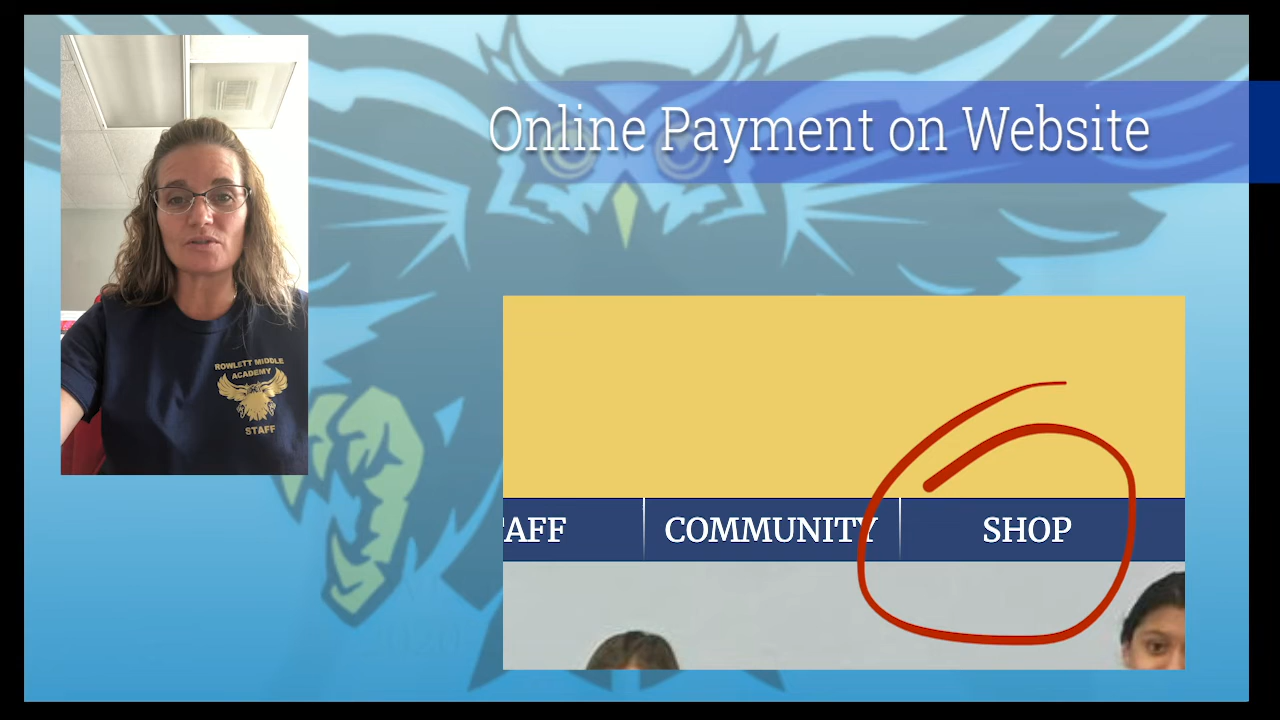 Online Payment on Website
ROWLETT MIDDLE
ACADEMY
STAFF
AFF
COMMUNITY
SHOP